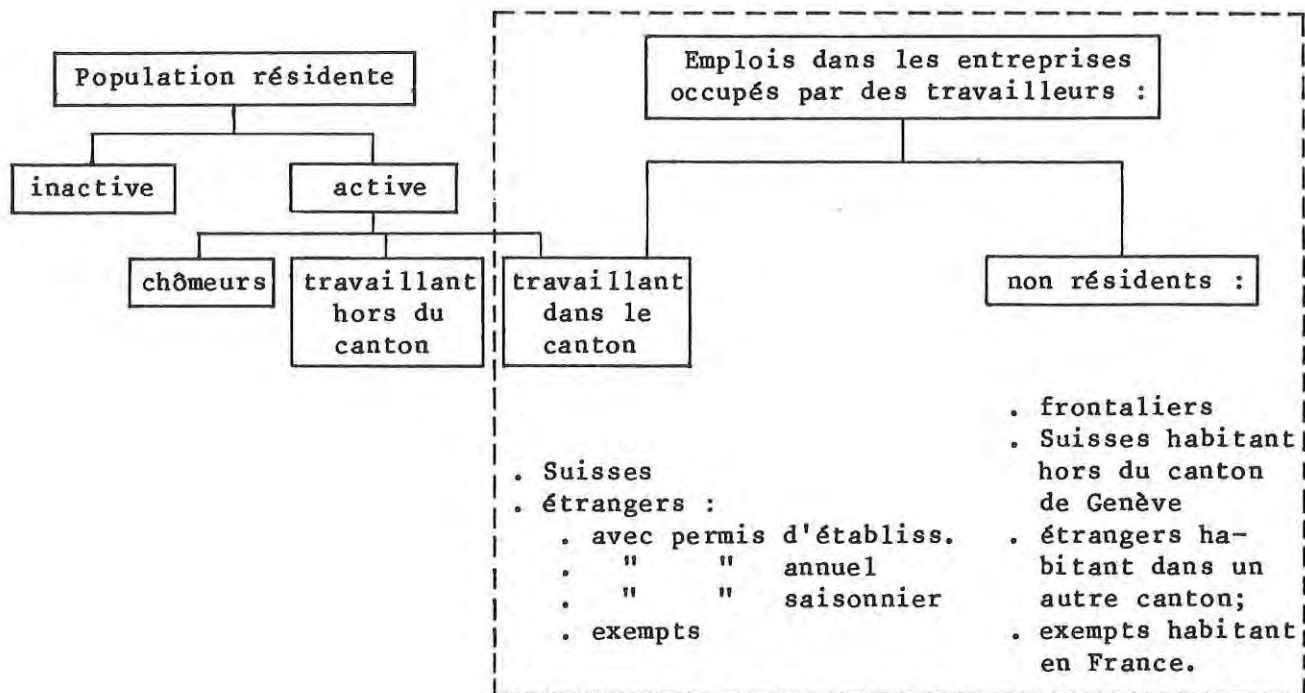 Population résidente
Emplois dans les entreprises
occupés par des travailleurs :
inactive
active
chômeurs
travaillant
hors du
canton
travaillant
dans le
canton
non résidents :
. Suisses
. étrangers :
. avec permis d'établiss.
. " " annuel
. " " saisonnier
. exempts
. frontaliers
. Suisses habitant
hors du canton
de Genève
. étrangers ha-
bitant dans un
autre canton;
. exempts habitant
en France.